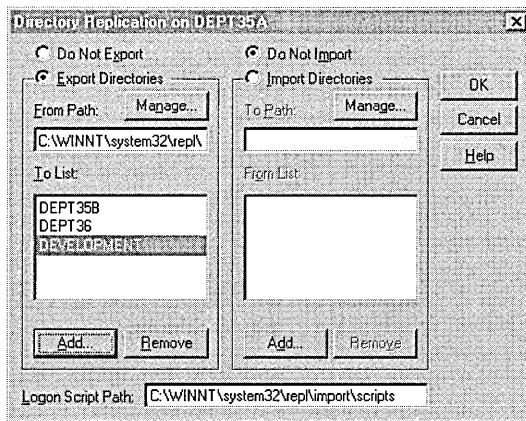 Directory Replication on DEPT35A
Do Not Export
Do Not Import
Export Directories
Import Directories
OK
From Path:
Manage...
To Path:
Manage...
Cancel
C:\WINNT\system32\repl\
Help
To List:
From List
DEPT35B
DEPT36
DEVELOPMENT
Add...
Remove
Add...
Remove
Logon Script Path:
C:\WINNT\system32\repl\import\scripts